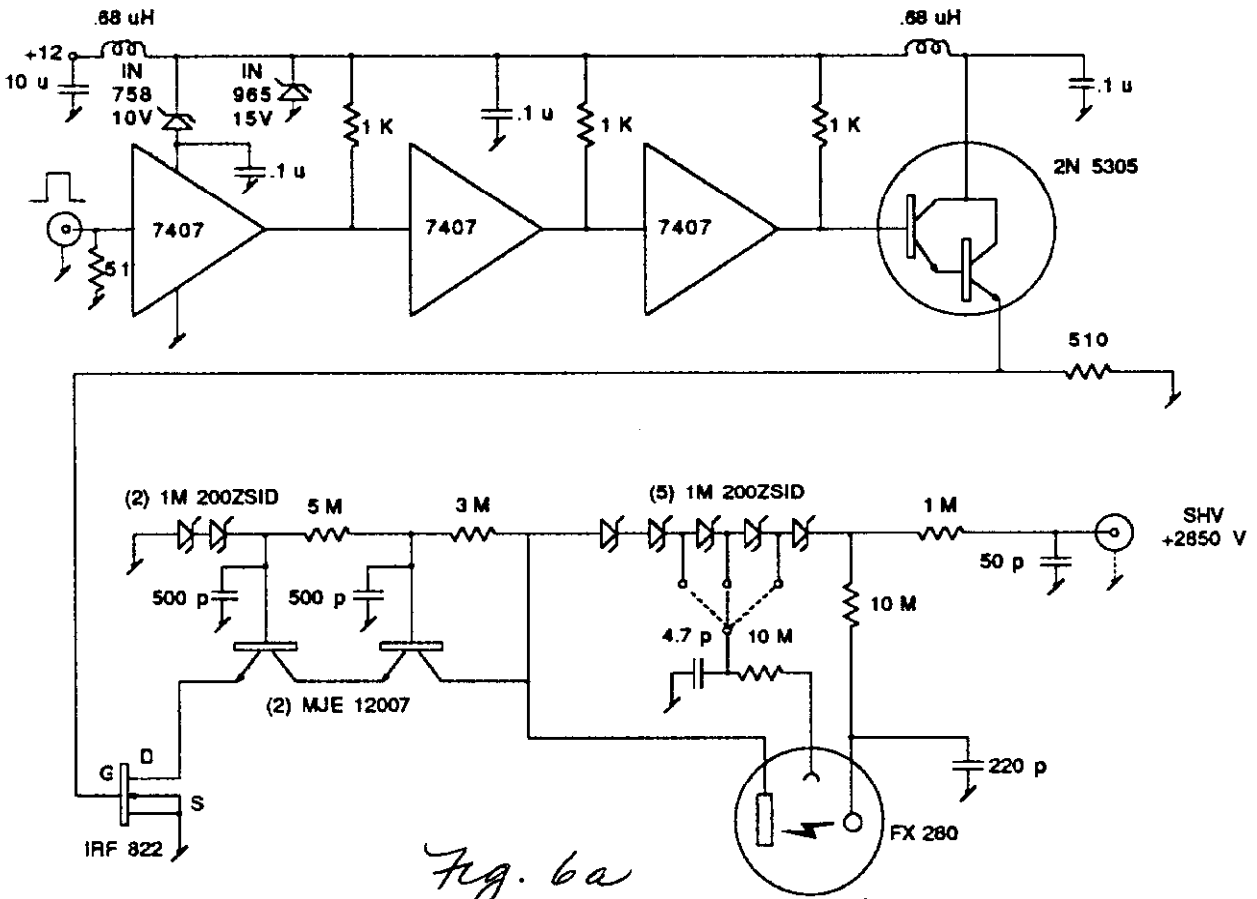 .68 uH
.68 uH
+12
10 u
IN
758
10V
IN
965
15V
1 K
.1 u
1 K
1 K
.1 u
.1 u
2N 5305
7407
7407
7407
51
510
(2) 1M 200ZSID
5 M
3 M
(5) 1M 200ZSID
1 M
SHV
+2650 V
500 p
500 p
50 p
10 M
4.7 p
10 M
(2) MJE 12007
D
G
S
220 p
IRF 822
FX 280
Fig. 6a